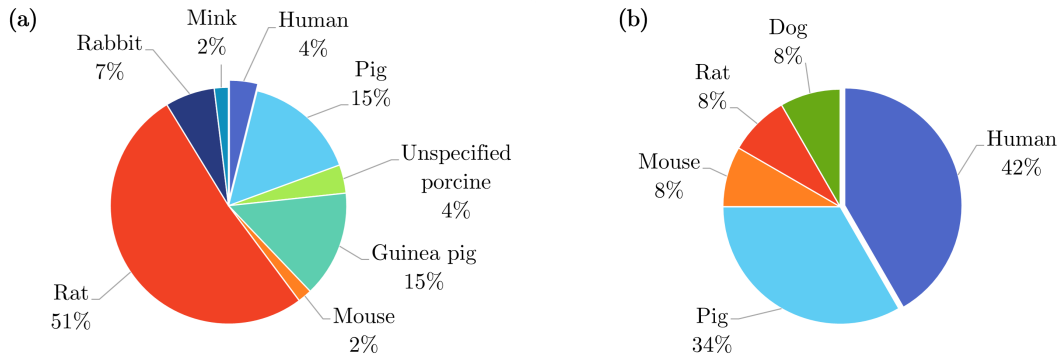 (a)
Mink
2%
Human
4%
Rabbit
7%
Pig
15%
Unspecified
porcine
4%
Guinea pig
15%
Mouse
2%
Rat
51%
(b)
Dog
8%
Rat
8%
Human
42%
Mouse
8%
Pig
34%